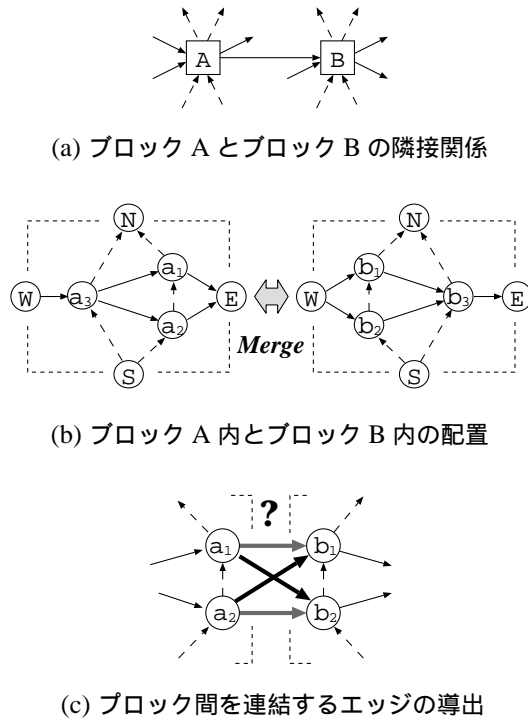 A B
(a) ブロック A とブロック B の隣接関係
N N
a1 b1
W a3 E W b3 E
a2 b2
Merge
S S
(b) ブロック A 内とブロック B 内の配置
?
a1 b1
a2 b2
(c) ブロック間を連結するエッジの導出